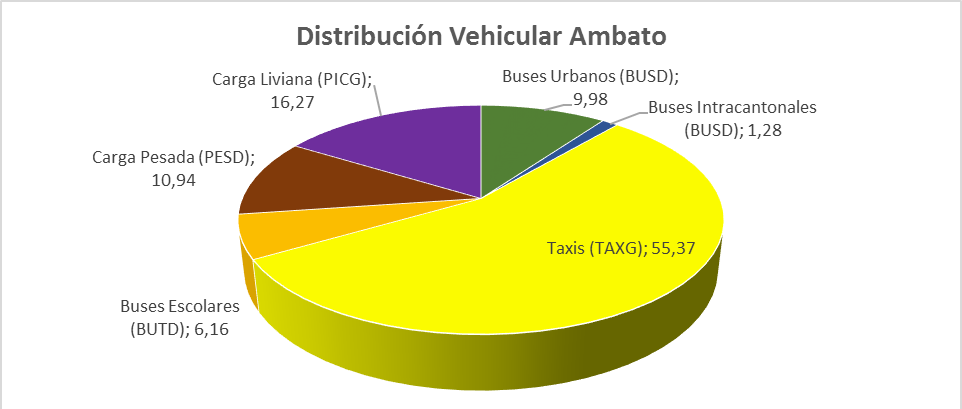 Distribución Vehicular Ambato
Carga Liviana (PICG);
16,27
Buses Urbanos (BUSD);
9,98
Buses Intracantonales
(BUSD); 1,28
Carga Pesada (PESD);
10,94
Taxis (TAXG); 55,37
Buses Escolares
(BUTD); 6,16